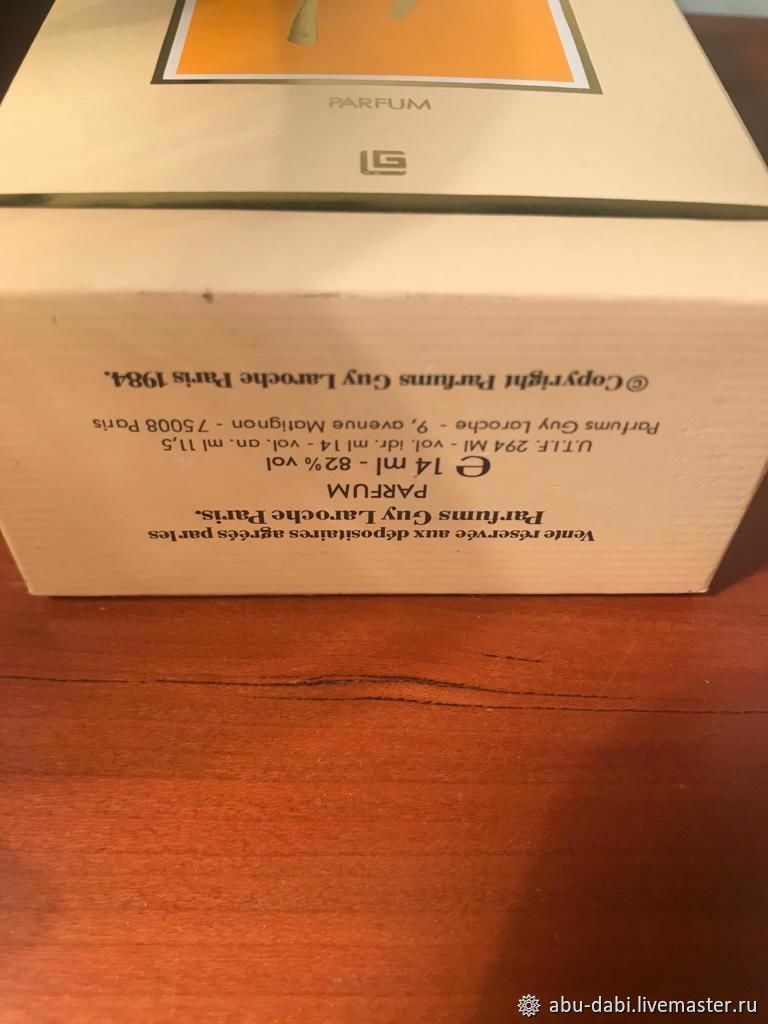 PARFUM
LG
Vente réservée aux dépositaires agréés par les
Parfums Guy Laroche Paris.
PARFUM
℮ 14 ml - 82% vol
U.T.I.F. 294 MI - vol. idr. ml 14 - vol. an. ml 11,5
Parfums Guy Laroche - 9, avenue Matignon - 75008 Paris
© Copyright Parfums Guy Laroche Paris 1984.
abu-dabi.livemaster.ru